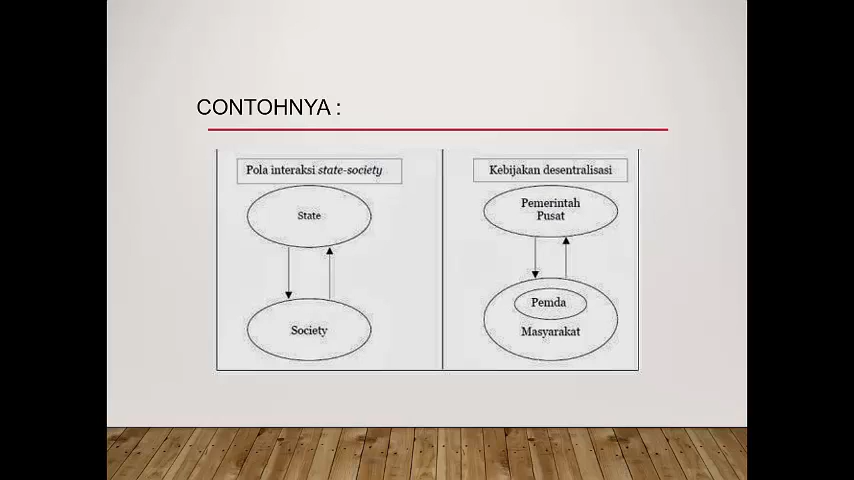 CONTOHNYA :
Pola interaksi state-society
State
Society
Kebijakan desentralisasi
Pemerintah
Pusat
Pemda
Masyarakat